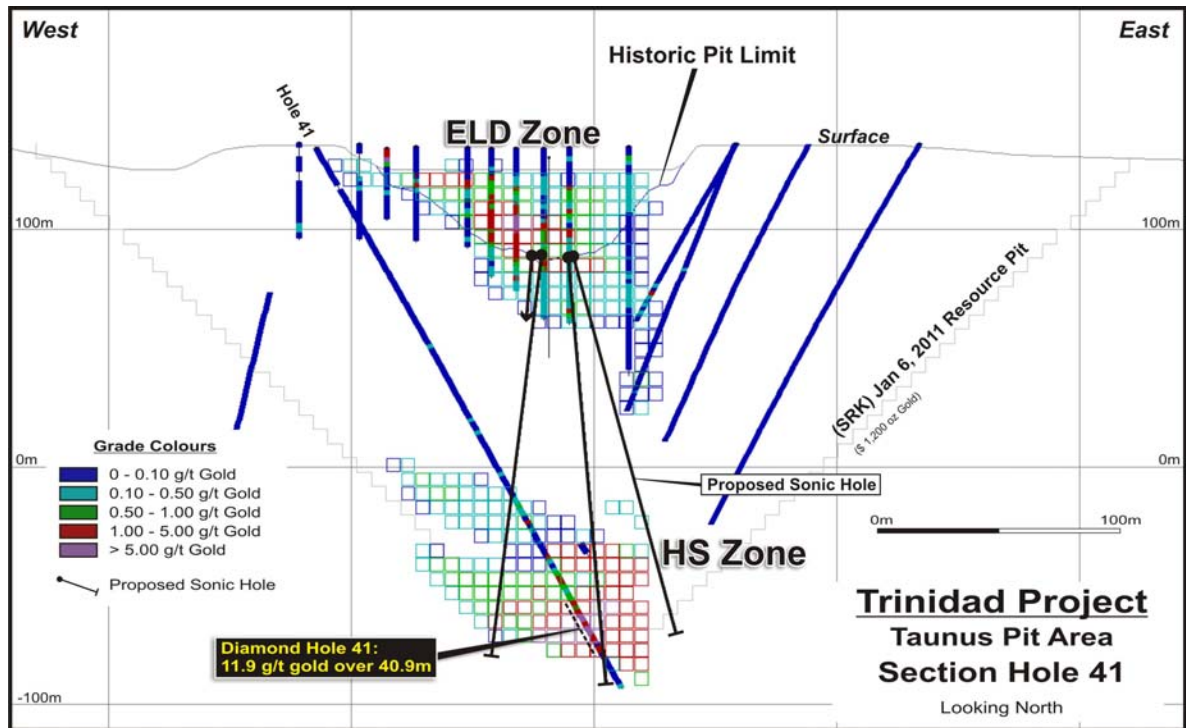 West
East
Historic Pit Limit
Hole 41
ELD Zone
Surface
100m
100m
(SRK) Jan 6, 2011 Resource Pit
($ 1,200 oz Gold)
Grade Colours
0 - 0.10 g/t Gold
0.10 - 0.50 g/t Gold
0.50 - 1.00 g/t Gold
1.00 - 5.00 g/t Gold
> 5.00 g/t Gold
Proposed Sonic Hole
0m
0m
Proposed Sonic Hole
0m
100m
HS Zone
Diamond Hole 41:
11.9 g/t gold over 40.9m
Trinidad Project
Taunus Pit Area
Section Hole 41
Looking North
-100m
-100m